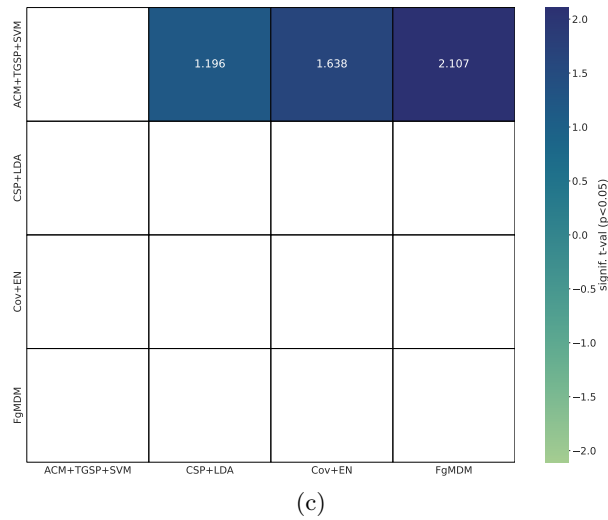 ACM+TGSP+SVM
1.196
1.638
2.107
CSP+LDA
Cov+EN
FgMDM
ACM+TGSP+SVM
CSP+LDA
Cov+EN
FgMDM
2.0
1.5
1.0
0.5
0.0
−0.5
−1.0
−1.5
−2.0
signif. t-val (p<0.05)
(c)